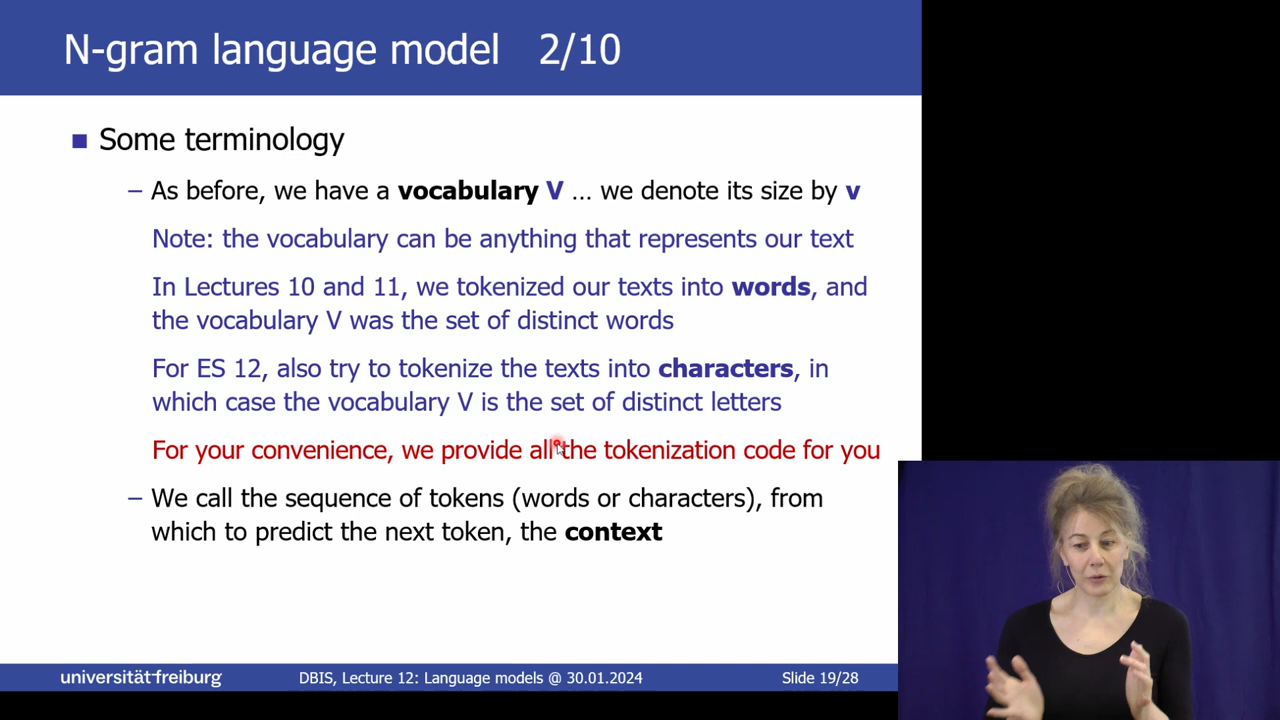 N-gram language model 2/10
Some terminology
– As before, we have a vocabulary V … we denote its size by v
Note: the vocabulary can be anything that represents our text
In Lectures 10 and 11, we tokenized our texts into words, and
the vocabulary V was the set of distinct words
For ES 12, also try to tokenize the texts into characters, in
which case the vocabulary V is the set of distinct letters
For your convenience, we provide all the tokenization code for you
– We call the sequence of tokens (words or characters), from
which to predict the next token, the context
universität freiburg
DBIS, Lecture 12: Language models @ 30.01.2024
Slide 19/28